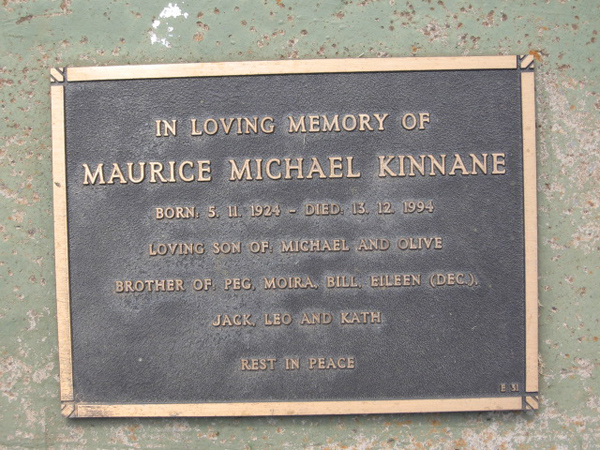 IN LOVING MEMORY OF
MAURICE MICHAEL KINNANE
BORN: 5. 11. 1924 - DIED: 13. 12. 1994
LOVING SON OF: MICHAEL AND OLIVE
BROTHER OF: PEG, MOIRA, BILL, EILEEN (DEC.),
JACK, LEO AND KATH
REST IN PEACE
E 31